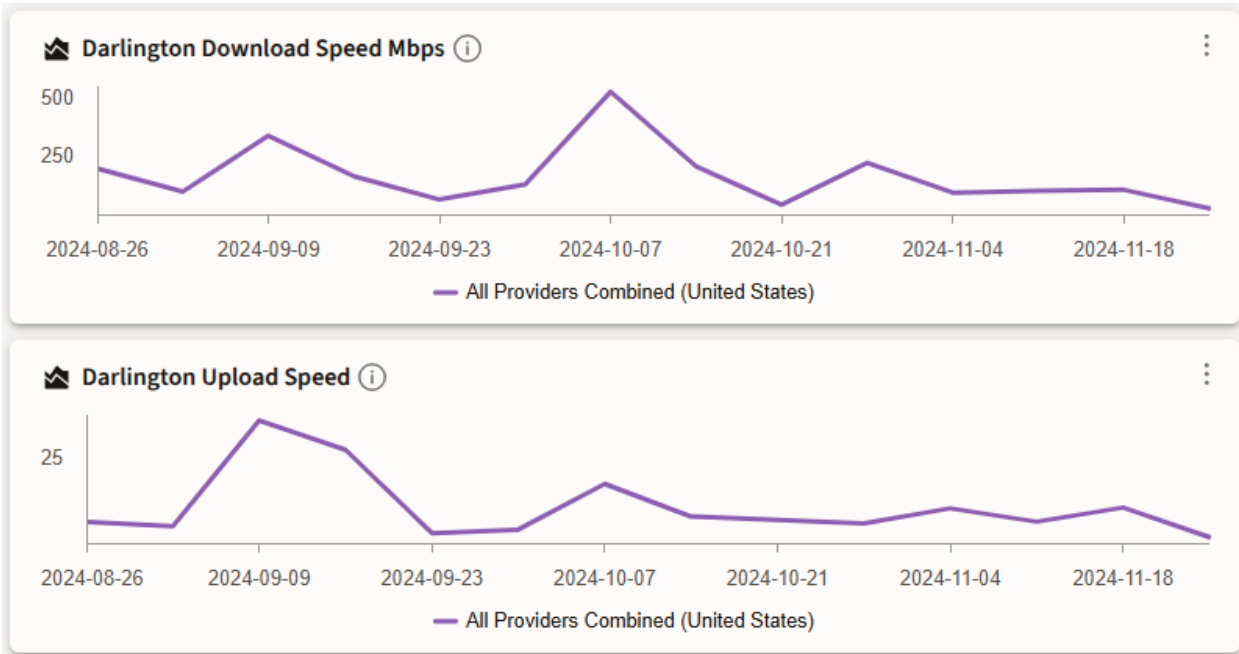 Darlington Download Speed Mbps
500
250
2024-08-26 2024-09-09 2024-09-23 2024-10-07 2024-10-21 2024-11-04 2024-11-18
All Providers Combined (United States)
Darlington Upload Speed
25
2024-08-26 2024-09-09 2024-09-23 2024-10-07 2024-10-21 2024-11-04 2024-11-18
All Providers Combined (United States)